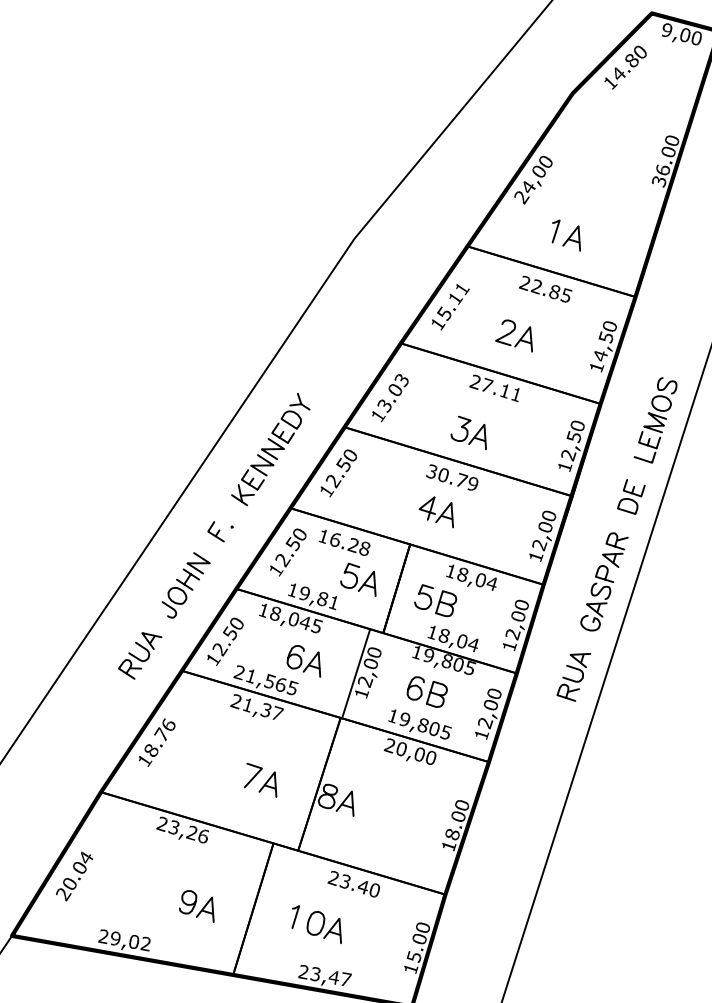 9,00
14.80
36.00
24,00
1A
22.85
15.11
2A
14,50
27.11
13.03
3A
12,50
30.79
12.50
4A
12,00
16.28
12.50
5A
18,04
5B
19,81
12,00
18,04
18,045
19,805
12.50
6A
12,00
6B
12,00
21,565
19,805
21,37
20,00
18.76
7A
8A
18.00
23,26
23.40
20.04
9A
10A
15.00
29,02
23,47
RUA JOHN F. KENNEDY
RUA GASPAR DE LEMOS